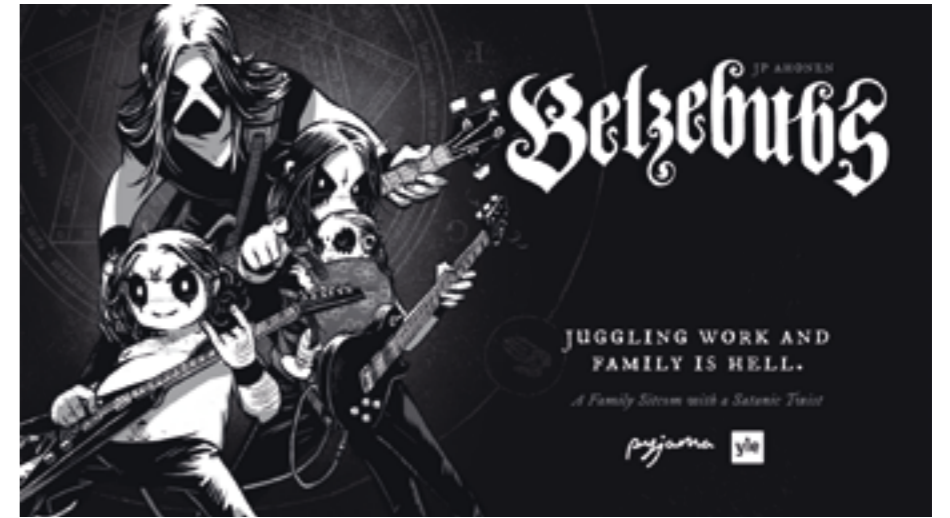 JP AHONEN
Belzebubs
JUGGLING WORK AND
FAMILY IS HELL.
A Family Sitcom with a Satanic Twist
pyjama yle